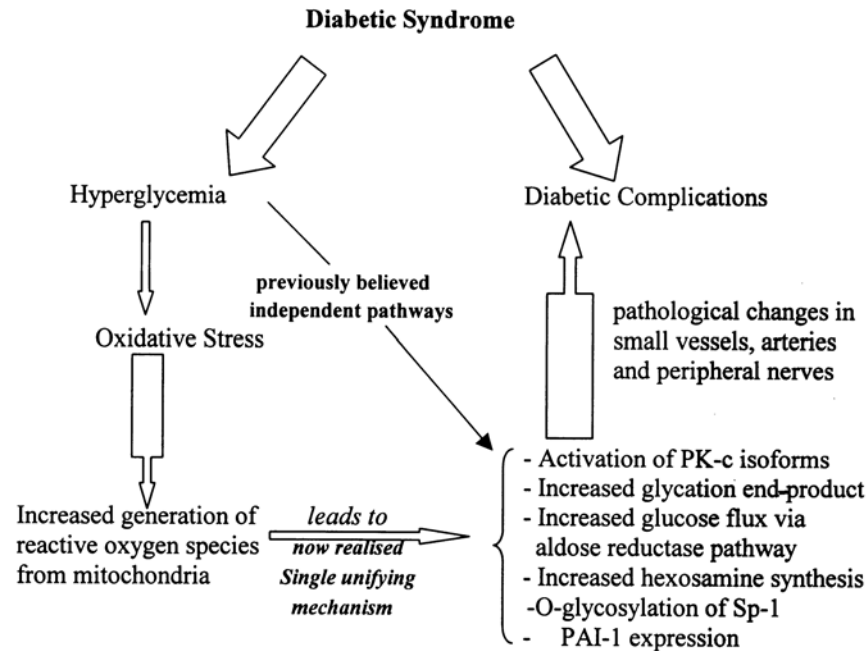 Diabetic Syndrome
Hyperglycemia
Diabetic Complications
previously believed
independent pathways
pathological changes in
small vessels, arteries
and peripheral nerves
Oxidative Stress
Increased generation of
reactive oxygen species
from mitochondria
leads to
now realised
Single unifying
mechanism
- Activation of PK-c isoforms
- Increased glycation end-product
- Increased glucose flux via
aldose reductase pathway
- Increased hexosamine synthesis
-O-glycosylation of Sp-1
- PAI-1 expression